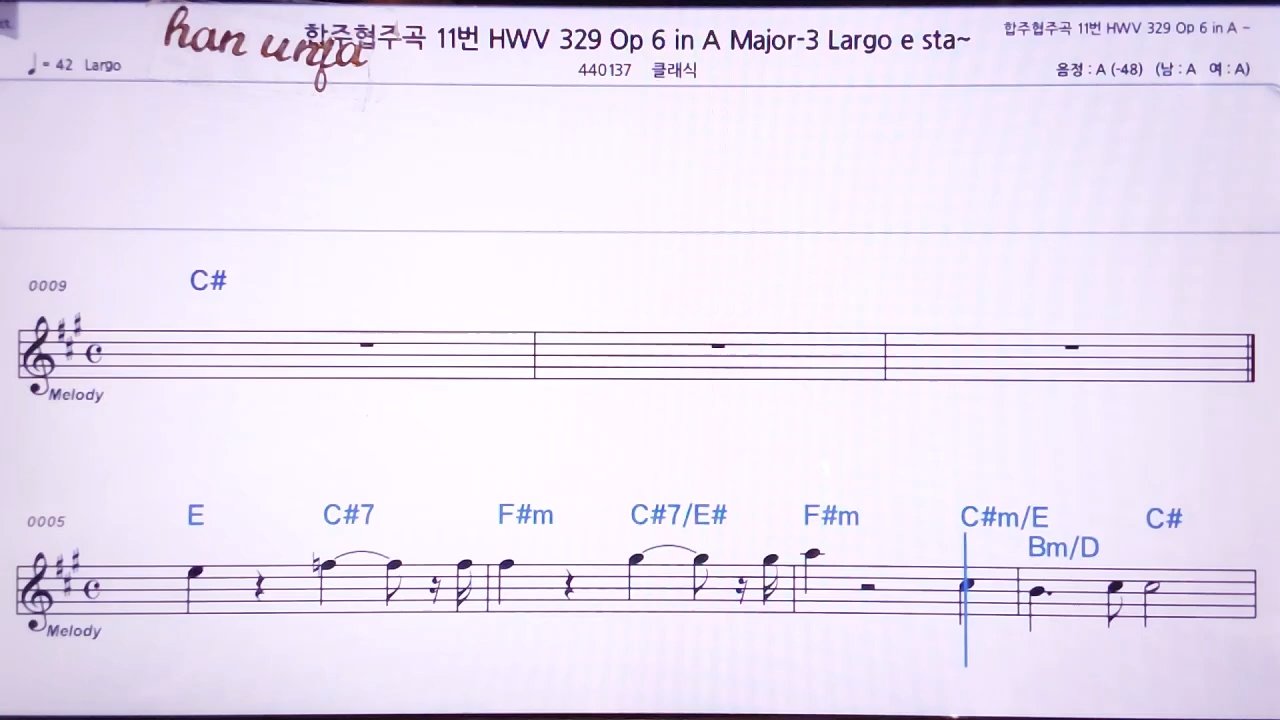 han unja
합주협주곡 11번 HWV 329 Op 6 in A Major-3 Largo e sta~
합주협주곡 11번 HWV 329 Op 6 in A -
♩ = 42 Largo
440137 클래식
음정 : A (-48) (남 : A 여 : A)
0009 C#
Melody
0005 E C#7 F#m C#7/E# F#m C#m/E C#
Bm/D
Melody